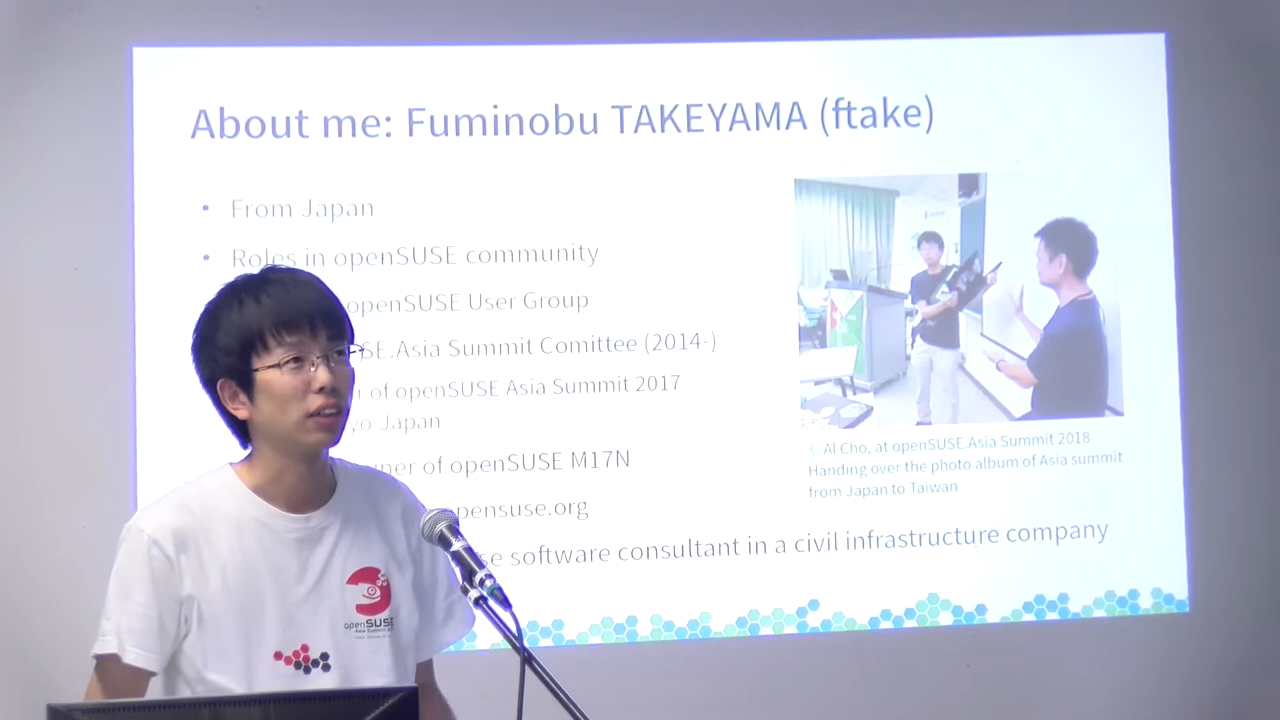 About me: Fuminobu TAKEYAMA (ftake)
• From Japan
• Roles in openSUSE community
openSUSE User Group
SE.Asia Summit Comittee (2014-)
of openSUSE Asia Summit 2017
Japan
of openSUSE M17N
pensuse.org
software consultant in a civil infrastructure company
Al Cho, at openSUSE.Asia Summit 2018
Handing over the photo album of Asia summit
from Japan to Taiwan
openSUSE
Asia Summit